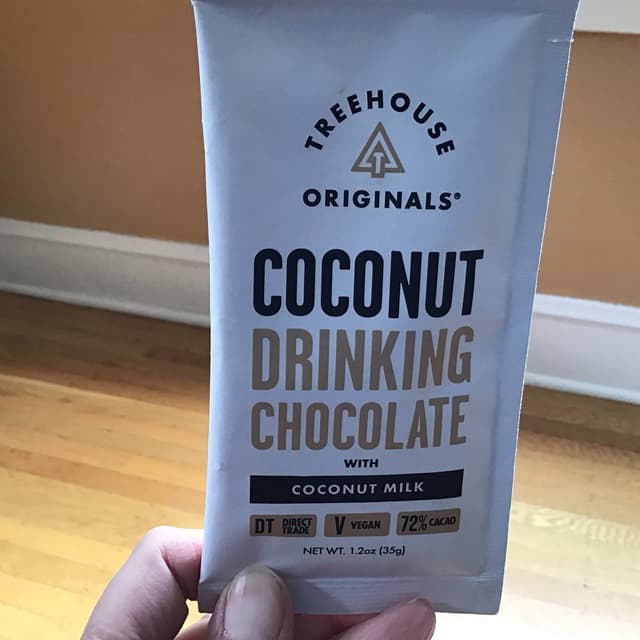 TREEHOUSE
T
ORIGINALS®
COCONUT
DRINKING
CHOCOLATE
WITH
COCONUT MILK
DT DIRECT TRADE V VEGAN 72% CACAO
NET WT. 1.2oz (35g)